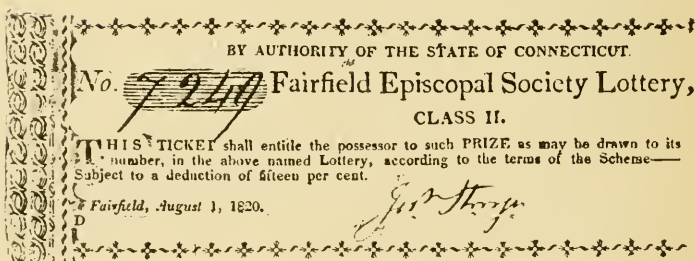 BY AUTHORITY OF THE STATE OF CONNECTICUT.
No. 7249 Fairfield Episcopal Society Lottery,
CLASS II.
THIS TICKET shall entitle the possessor to such PRIZE as may be drawn to its
number, in the above named Lottery, according to the terms of the Scheme—
Subject to a deduction of fifteen per cent.
Fairfield, August 1, 1820.
D